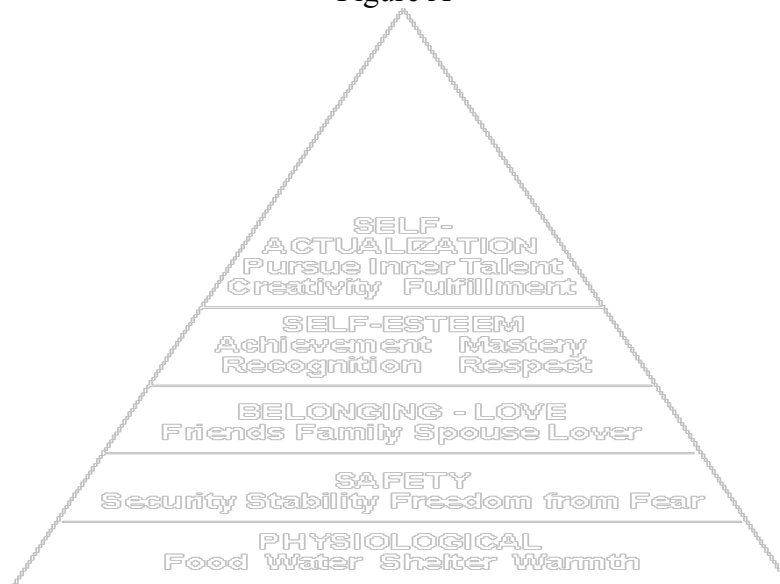 SELF-
ACTUALIZATION
Pursue Inner Talent
Creativity Fulfillment
SELF-ESTEEM
Achievement Mastery
Recognition Respect
BELONGING - LOVE
Friends Family Spouse Lover
SAFETY
Security Stability Freedom from Fear
PHYSIOLOGICAL
Food Water Shelter Warmth